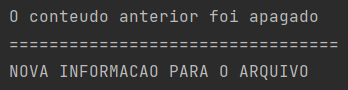 O conteudo anterior foi apagado
=================================
NOVA INFORMACAO PARA O ARQUIVO